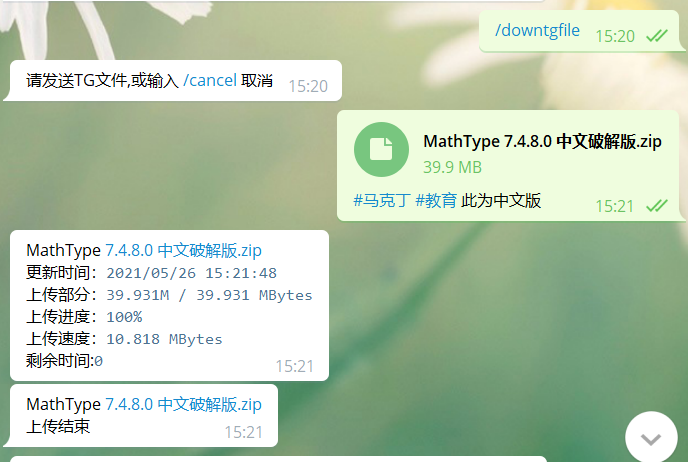 /downtgfile 15:20
请发送TG文件,或输入 /cancel 取消 15:20
MathType 7.4.8.0 中文破解版.zip
39.9 MB
#马克丁 #教育 此为中文版 15:21
MathType 7.4.8.0 中文破解版.zip
更新时间：2021/05/26 15:21:48
上传部分：39.931M / 39.931 MBytes
上传进度：100%
上传速度：10.818 MBytes
剩余时间:0 15:21
MathType 7.4.8.0 中文破解版.zip
上传结束 15:21